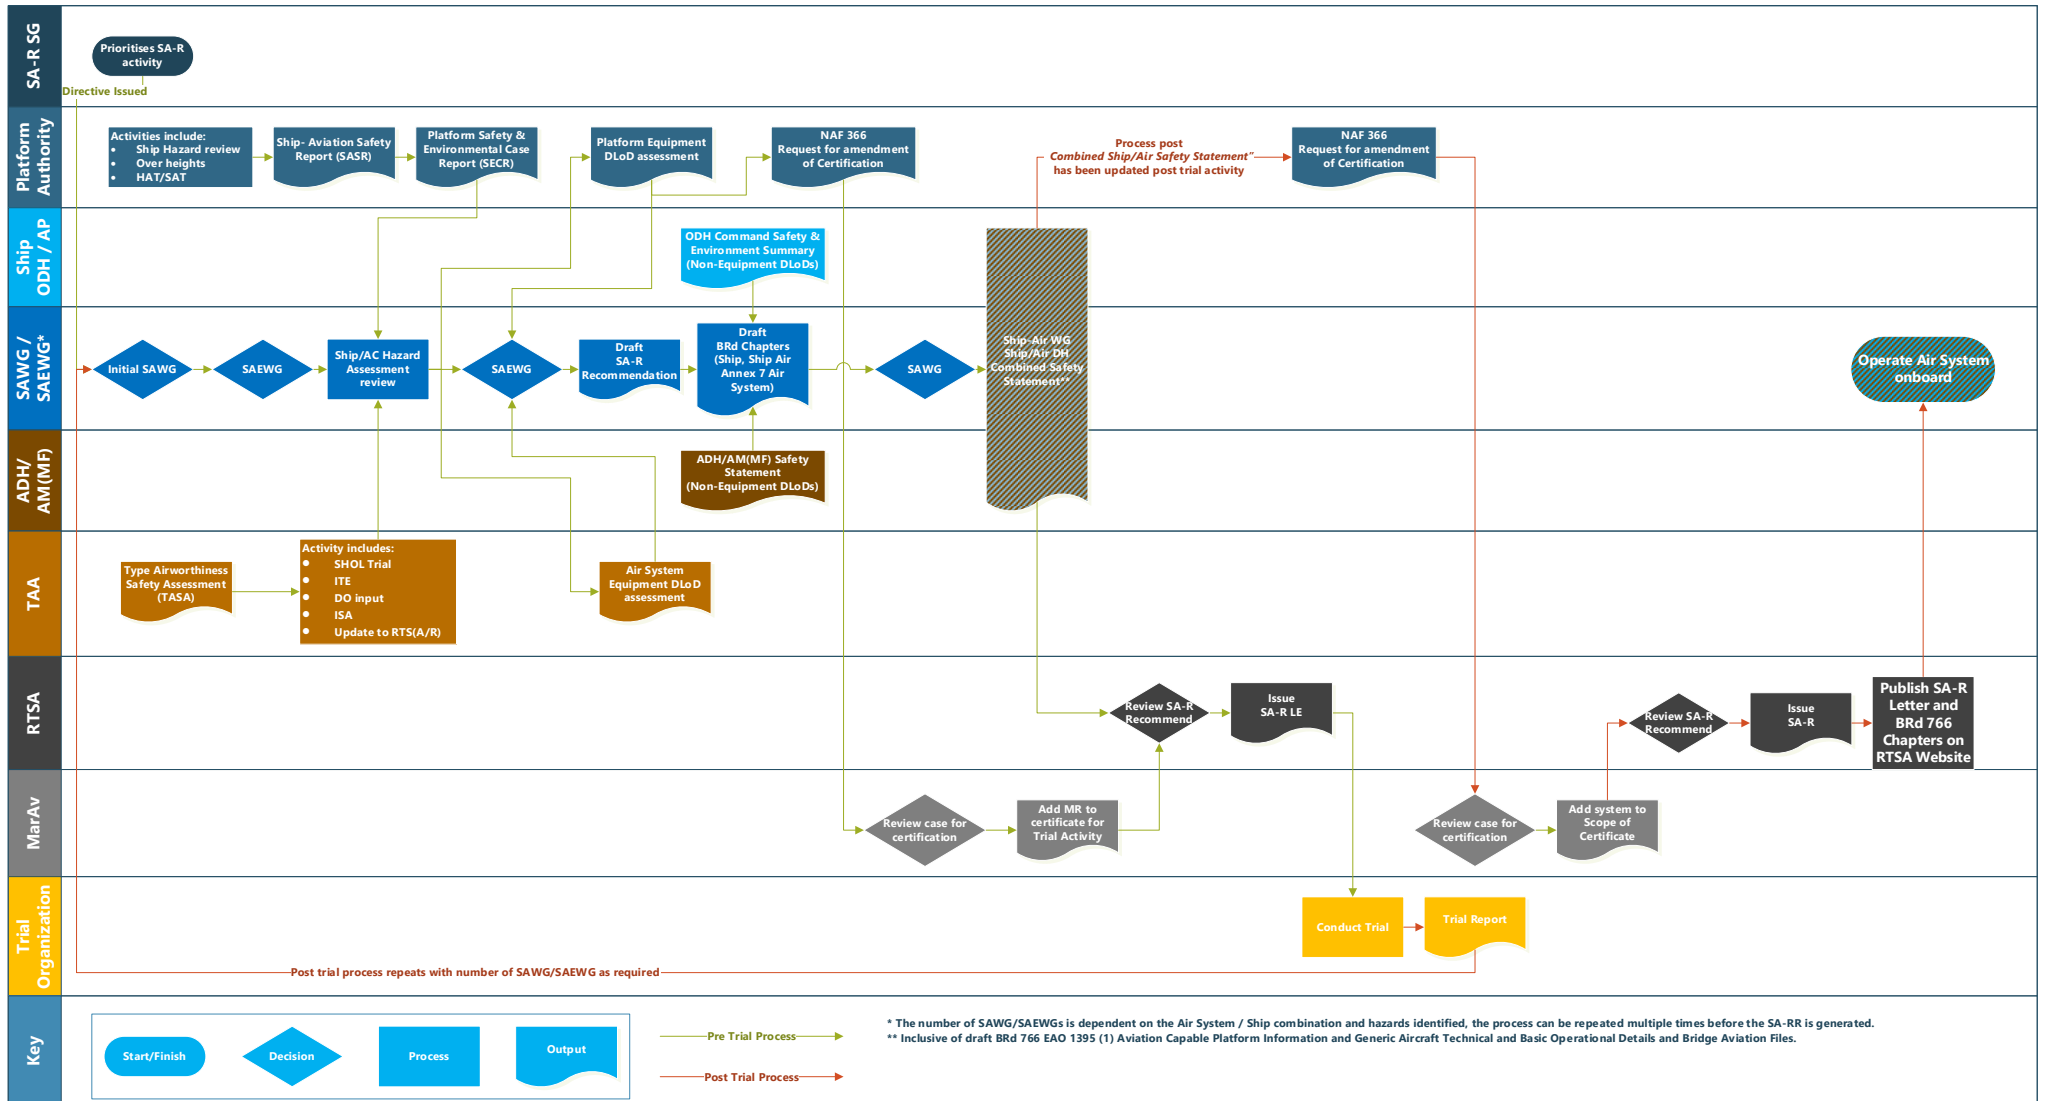 SA-R SG
Prioritises SA-R
activity
Directive Issued
Platform
Authority
Activities include:
• Ship Hazard review
• Over heights
• HAT/SAT
Ship- Aviation Safety
Report (SASR)
Platform Safety &
Environmental Case
Report (SECR)
Platform Equipment
DLoD assessment
NAF 366
Request for amendment
of Certification
Process post
Combined Ship/Air Safety Statement”
has been updated post trial activity
NAF 366
Request for amendment
of Certification
Ship
ODH / AP
ODH Command Safety &
Environment Summary
(Non-Equipment DLoDs)
SAWG /
SAEWG*
Initial SAWG
SAEWG
Ship/AC Hazard
Assessment
review
SAEWG
Draft
SA-R
Recommendation
Draft
BRd Chapters
(Ship, Ship Air
Annex 7 Air
System)
SAWG
Ship-Air WG
Ship/Air DH
Combined Safety
Statement**
Operate Air System
onboard
ADH/
AM(MF)
ADH/AM(MF) Safety
Statement
(Non-Equipment DLoDs)
TAA
Type Airworthiness
Safety Assessment
(TASA)
Activity includes:
• SHOL Trial
• ITE
• DO input
• ISA
• Update to RTS(A/R)
Air System
Equipment DLoD
assessment
RTSA
Review SA-R
Recommend
Issue
SA-R LE
Review SA-R
Recommend
Issue
SA-R
Publish SA-R
Letter and
BRd 766
Chapters on
RTSA Website
MarAv
Review case for
certification
Add MR to
certificate for
Trial Activity
Review case for
certification
Add system to
Scope of
Certificate
Trial
Organization
Conduct Trial
Trial Report
Post trial process repeats with number of SAWG/SAEWG as required
Key
Start/Finish
Decision
Process
Output
Pre Trial Process
Post Trial Process
* The number of SAWG/SAEWGs is dependent on the Air System / Ship combination and hazards identified, the process can be repeated multiple times before the SA-RR is generated.
** Inclusive of draft BRd 766 EAO 1395 (1) Aviation Capable Platform Information and Generic Aircraft Technical and Basic Operational Details and Bridge Aviation Files.